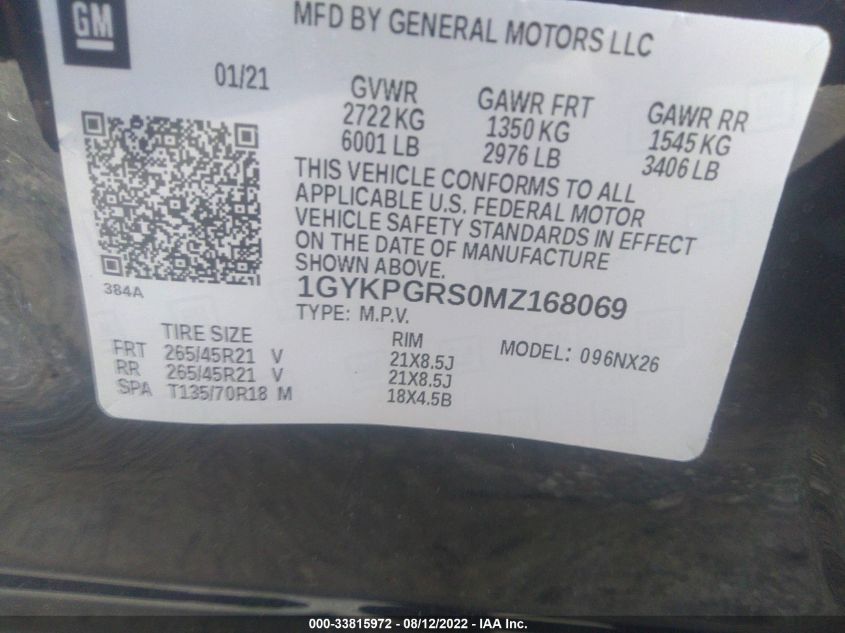 GM
MFD BY GENERAL MOTORS LLC
01/21
GVWR
2722 KG
6001 LB
GAWR FRT
1350 KG
2976 LB
GAWR RR
1545 KG
3406 LB
THIS VEHICLE CONFORMS TO ALL
APPLICABLE U.S. FEDERAL MOTOR
VEHICLE SAFETY STANDARDS IN EFFECT
ON THE DATE OF MANUFACTURE
SHOWN ABOVE.
384A
1GYKPGRS0MZ168069
TYPE: M.P.V.
TIRE SIZE
RIM
MODEL: 096NX26
FRT 265/45R21 V 21X8.5J
RR 265/45R21 V 21X8.5J
SPA T135/70R18 M 18X4.5B
000-33815972 - 08/12/2022 - IAA Inc.